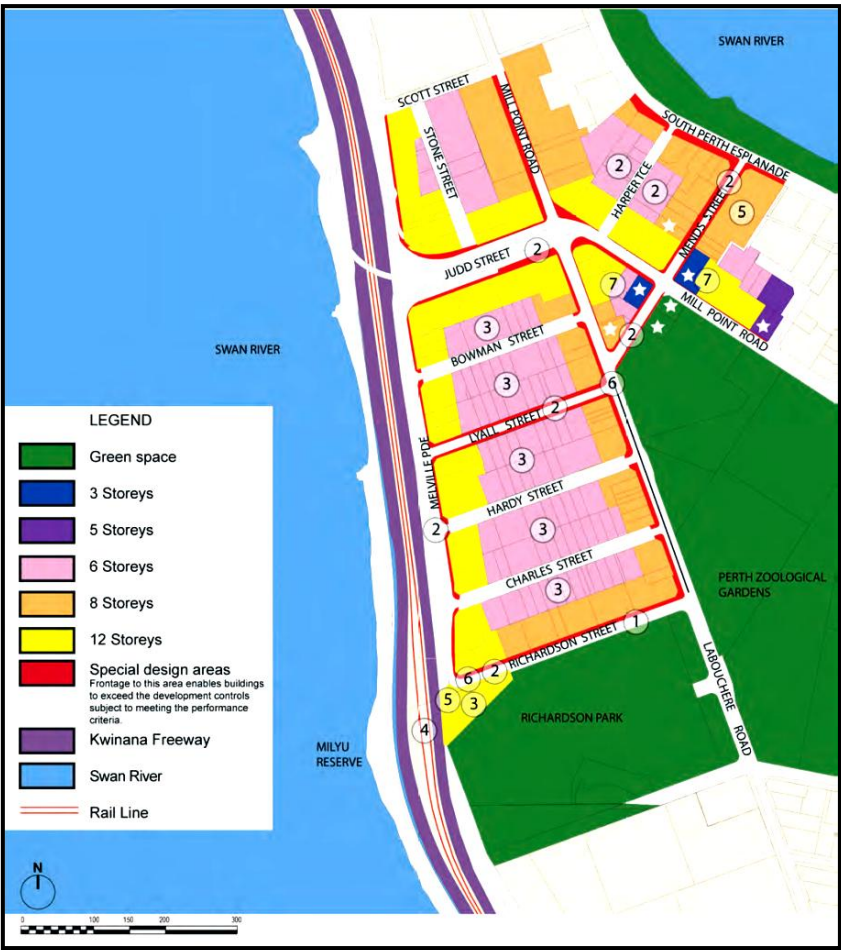 SWAN RIVER
SCOTT STREET
STONE STREET
MILL POINT ROAD
SOUTH PERTH ESPLANADE
2
HARPER TCE
2
2
MENDS STREET
5
JUDD STREET
2
7
7
MILL POINT ROAD
2
3
BOWMAN STREET
SWAN RIVER
3
6
2
LYALL STREET
MELVILLE PDE
3
HARDY STREET
2
3
CHARLES STREET
3
PERTH ZOOLOGICAL
GARDENS
1
RICHARDSON STREET
2
6
5
3
4
RICHARDSON PARK
LABOUCHERE
ROAD
MILYU
RESERVE
LEGEND
Green space
3 Storeys
5 Storeys
6 Storeys
8 Storeys
12 Storeys
Special design areas
Frontage to this area enables buildings
to exceed the development controls
subject to meeting the performance
criteria.
Kwinana Freeway
Swan River
Rail Line
N
0 100 150 200 300